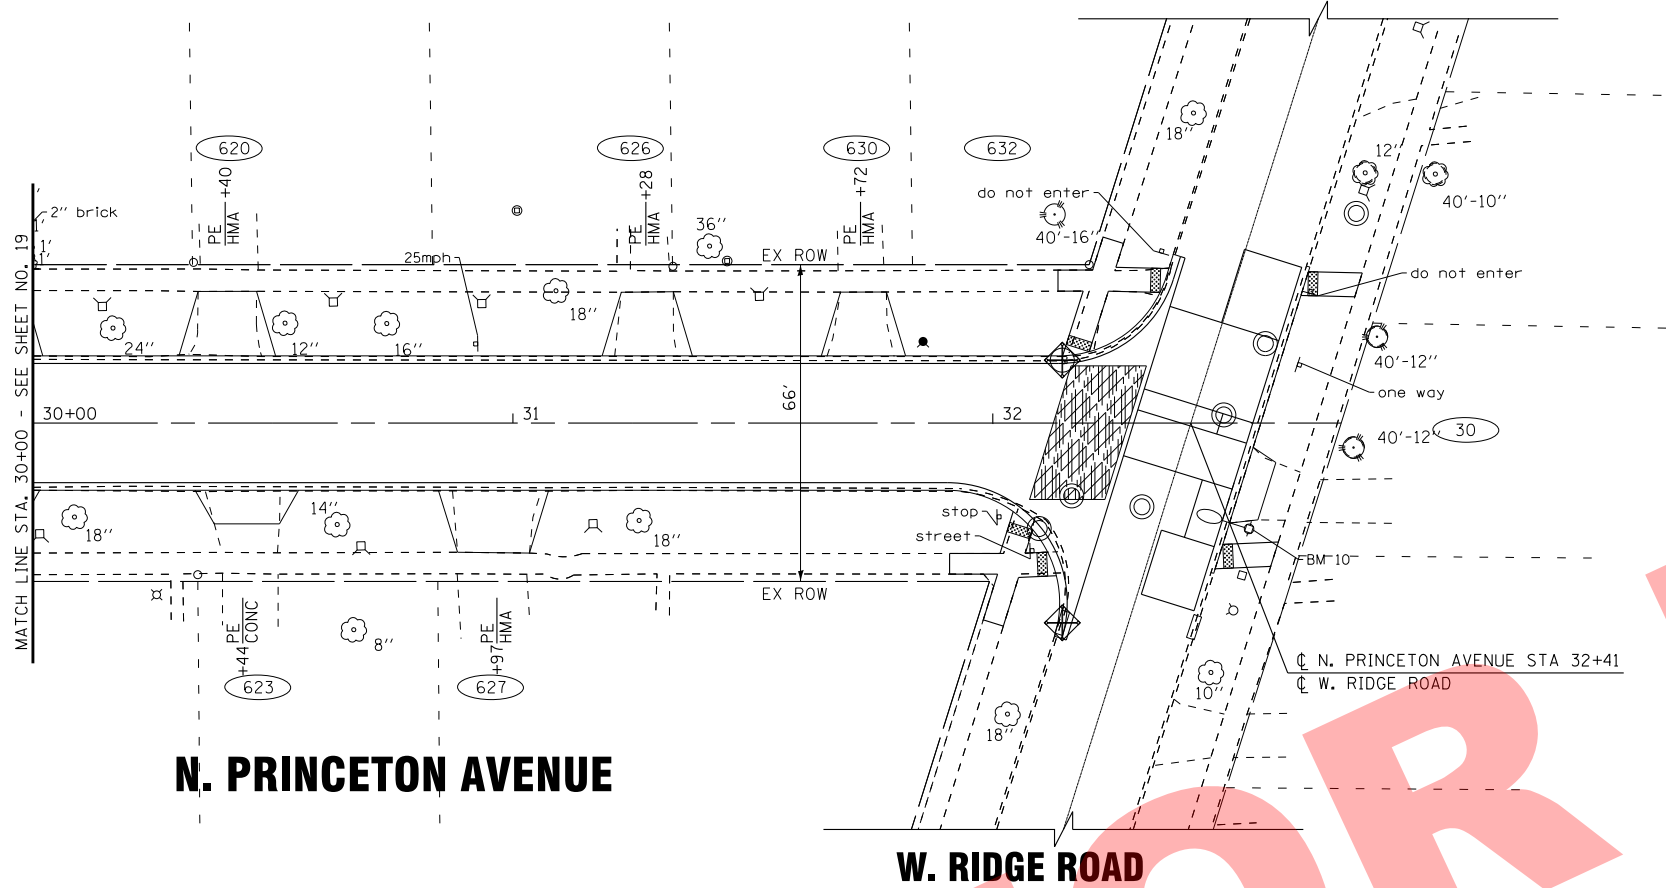 620
626
630
632
+40
PE
HMA
+28
PE
HMA
+72
PE
HMA
2'' brick
1'
1'
1'
36''
25mph
EX ROW
do not enter
40'-16''
18''
12'
40'-10''
do not enter
MATCH LINE STA. 30+00 - SEE SHEET NO. 19
24''
12''
16''
18''
40'-12''
one way
66'
30+00
31
32
40'-12''
30
18''
14''
18''
stop
street
BM 10
EX ROW
+44
PE
CONC
+97
PE
HMA
8''
623
627
℄ N. PRINCETON AVENUE STA 32+41
℄ W. RIDGE ROAD
10''
18''
N. PRINCETON AVENUE
W. RIDGE ROAD
OR